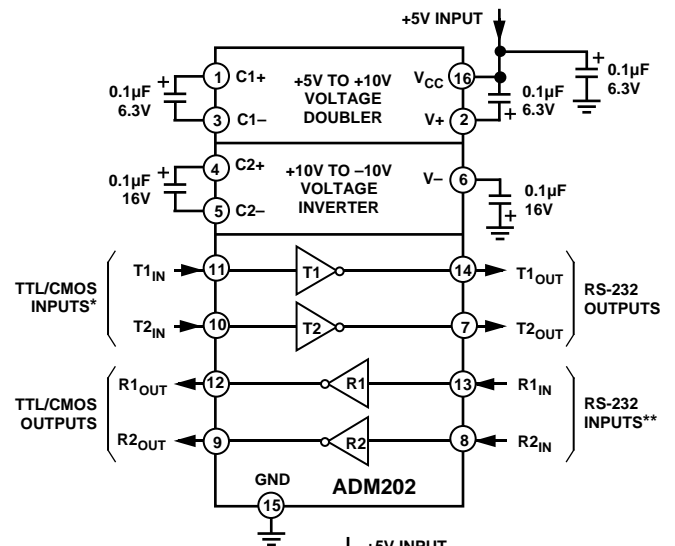 +5V INPUT
0.1µF
6.3V
+
1
C1+
3
C1–
+5V TO +10V
VOLTAGE
DOUBLER
VCC
16
V+
2
+
0.1µF
6.3V
+
0.1µF
6.3V
0.1µF
16V
+
4
C2+
5
C2–
+10V TO –10V
VOLTAGE
INVERTER
V–
6
+
0.1µF
16V
TTL/CMOS
INPUTS*
T1IN
11
T1
14
T1OUT
T2IN
10
T2
7
T2OUT
RS-232
OUTPUTS
TTL/CMOS
OUTPUTS
R1OUT
12
R1
13
R1IN
R2OUT
9
R2
8
R2IN
RS-232
INPUTS**
GND
15
ADM202
+5V INPUT